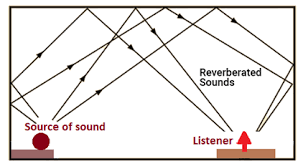 Reverberated
Sounds
Source of sound
Listener